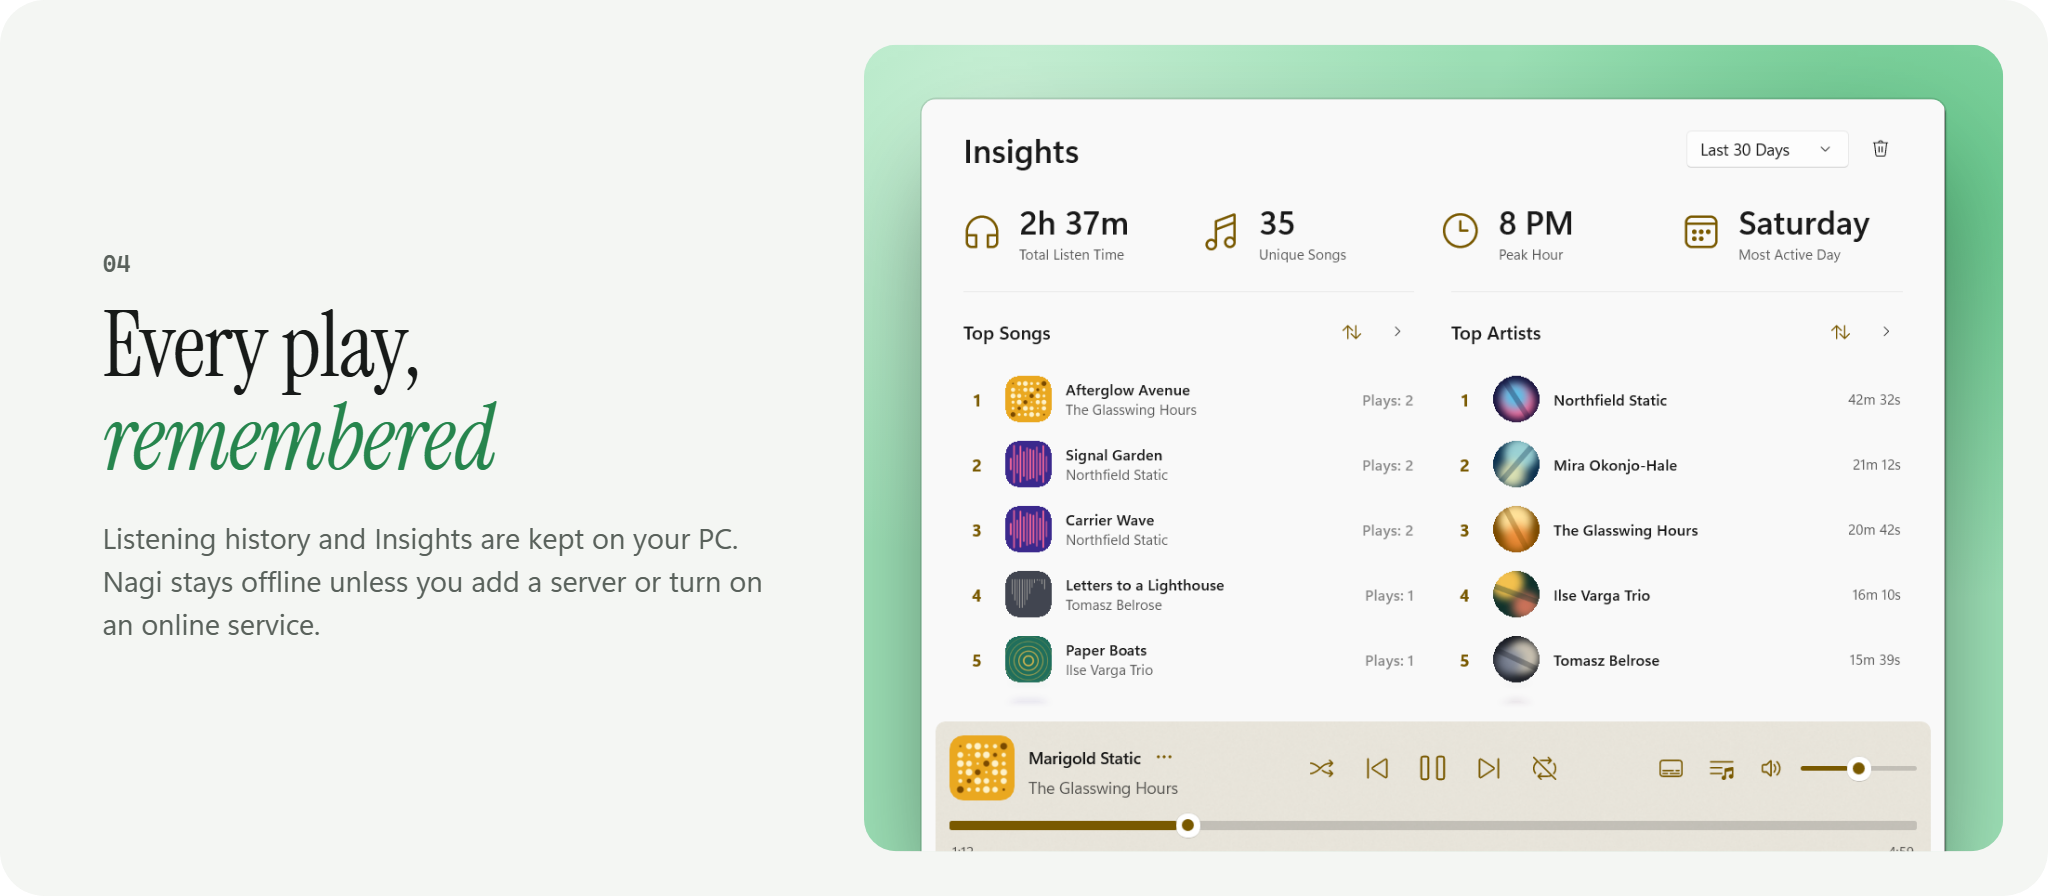 04
Every play,
remembered
Listening history and Insights are kept on your PC.
Nagi stays offline unless you add a server or turn on
an online service.
Insights
Last 30 Days
2h 37m
Total Listen Time
35
Unique Songs
8 PM
Peak Hour
Saturday
Most Active Day
Top Songs
1
Afterglow Avenue
The Glasswing Hours
Plays: 2
2
Signal Garden
Northfield Static
Plays: 2
3
Carrier Wave
Northfield Static
Plays: 2
4
Letters to a Lighthouse
Tomasz Belrose
Plays: 1
5
Paper Boats
Ilse Varga Trio
Plays: 1
Top Artists
1
Northfield Static
42m 32s
2
Mira Okonjo-Hale
21m 12s
3
The Glasswing Hours
20m 42s
4
Ilse Varga Trio
16m 10s
5
Tomasz Belrose
15m 39s
Marigold Static
The Glasswing Hours